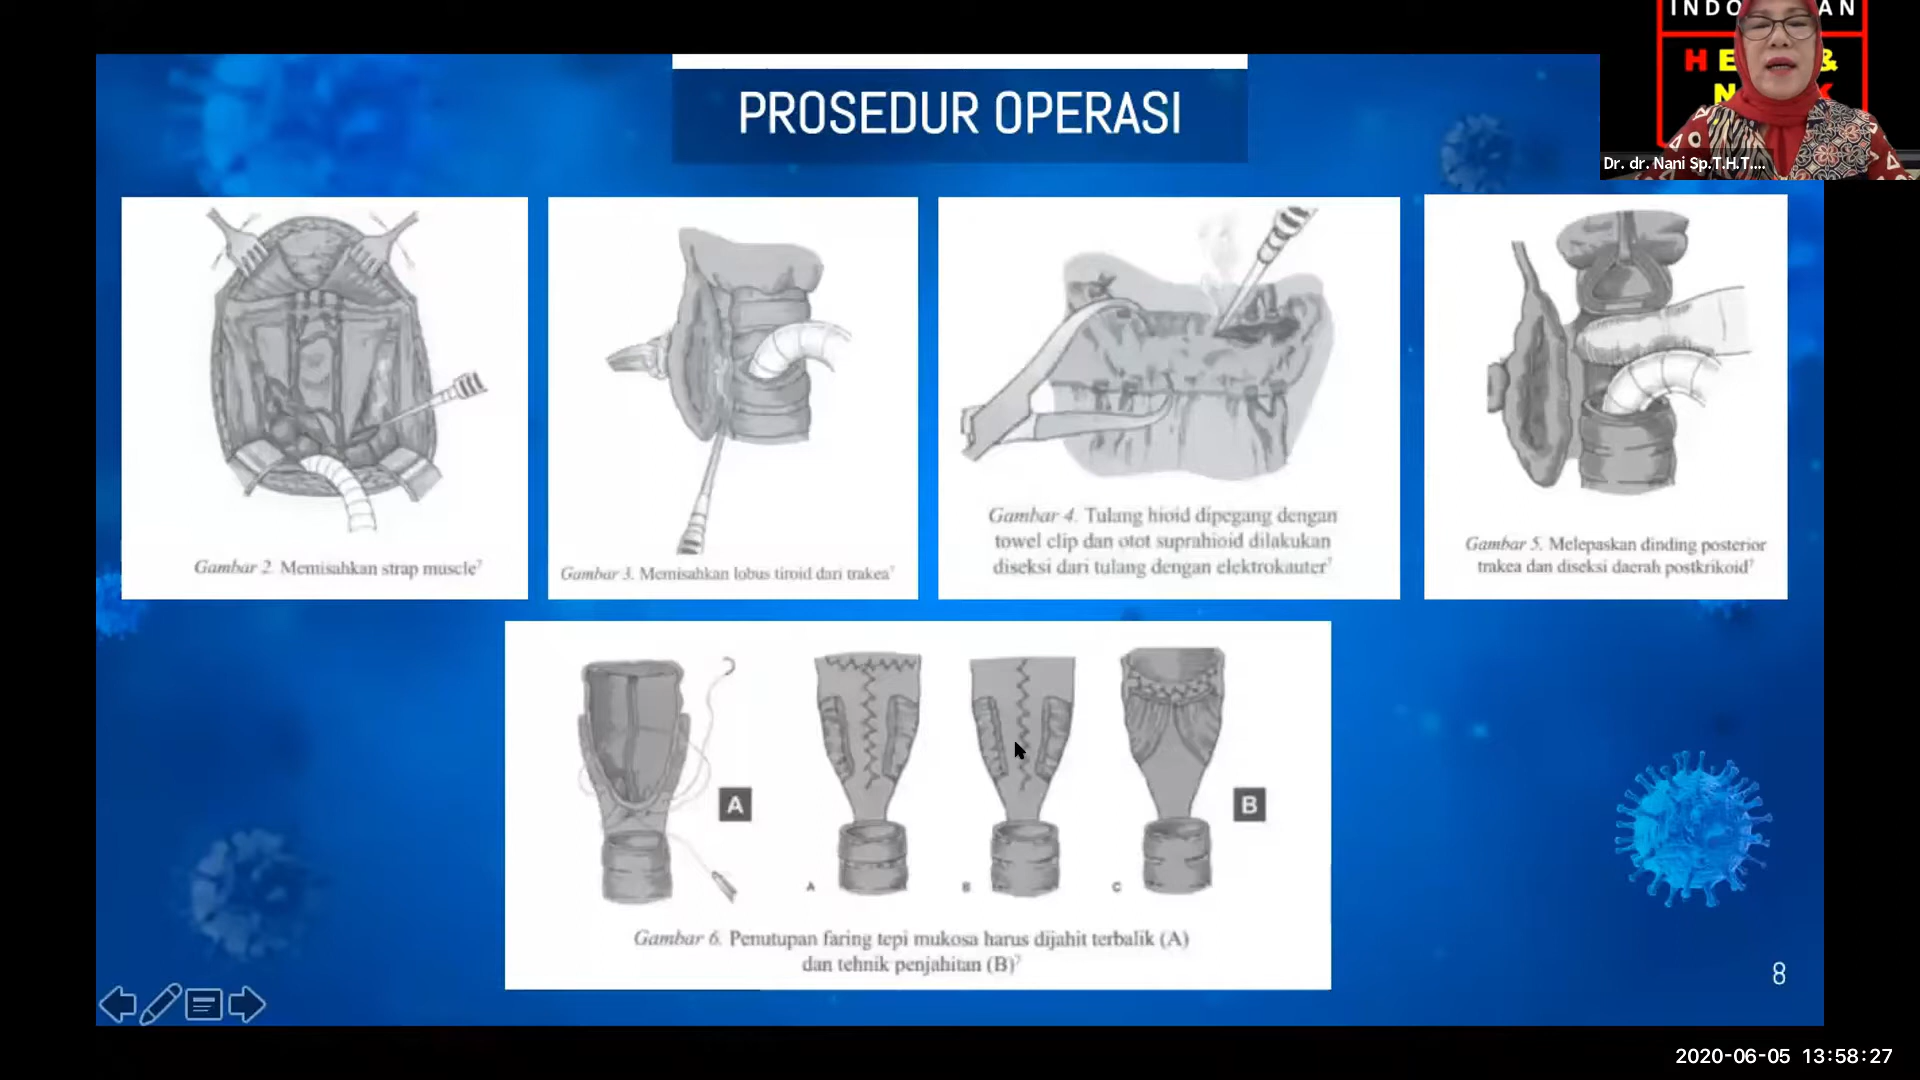 INDO AN
HE &
N K
PROSEDUR OPERASI
Dr. dr. Nani Sp.T.H.T....
Gambar 2. Memisahkan strap muscle7
Gambar 3. Memisahkan lobus tiroid dari trakea7
Gambar 4. Tulang hioid dipegang dengan
towel clip dan otot suprahioid dilakukan
diseksi dari tulang dengan elektrokauter7
Gambar 5. Melepaskan dinding posterior
trakea dan diseksi daerah postkrikoid7
A
B
A
B
C
Gambar 6. Penutupan faring tepi mukosa harus dijahit terbalik (A)
dan tehnik penjahitan (B)7
8
2020-06-05 13:58:27